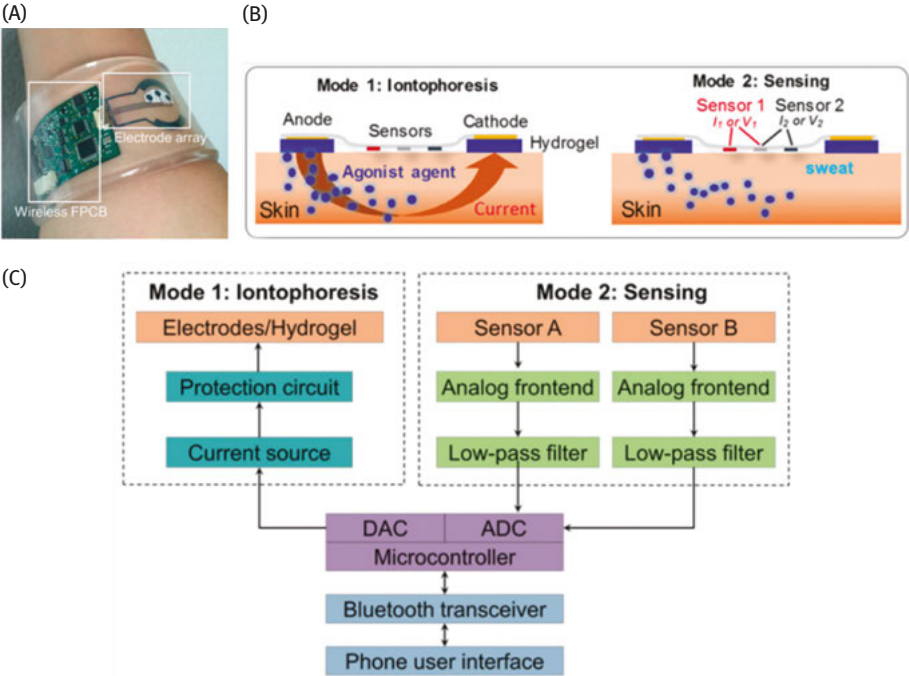 (A)
Electrode array
Wireless FPCB
(B)
Mode 1: Iontophoresis
Anode
Sensors
Cathode
Hydrogel
Agonist agent
Skin
Current
Mode 2: Sensing
Sensor 1
I₁ or V₁
Sensor 2
I₂ or V₂
sweat
Skin
(C)
Mode 1: Iontophoresis
Electrodes/Hydrogel
Protection circuit
Current source
Mode 2: Sensing
Sensor A
Sensor B
Analog frontend
Analog frontend
Low-pass filter
Low-pass filter
DAC
ADC
Microcontroller
Bluetooth transceiver
Phone user interface